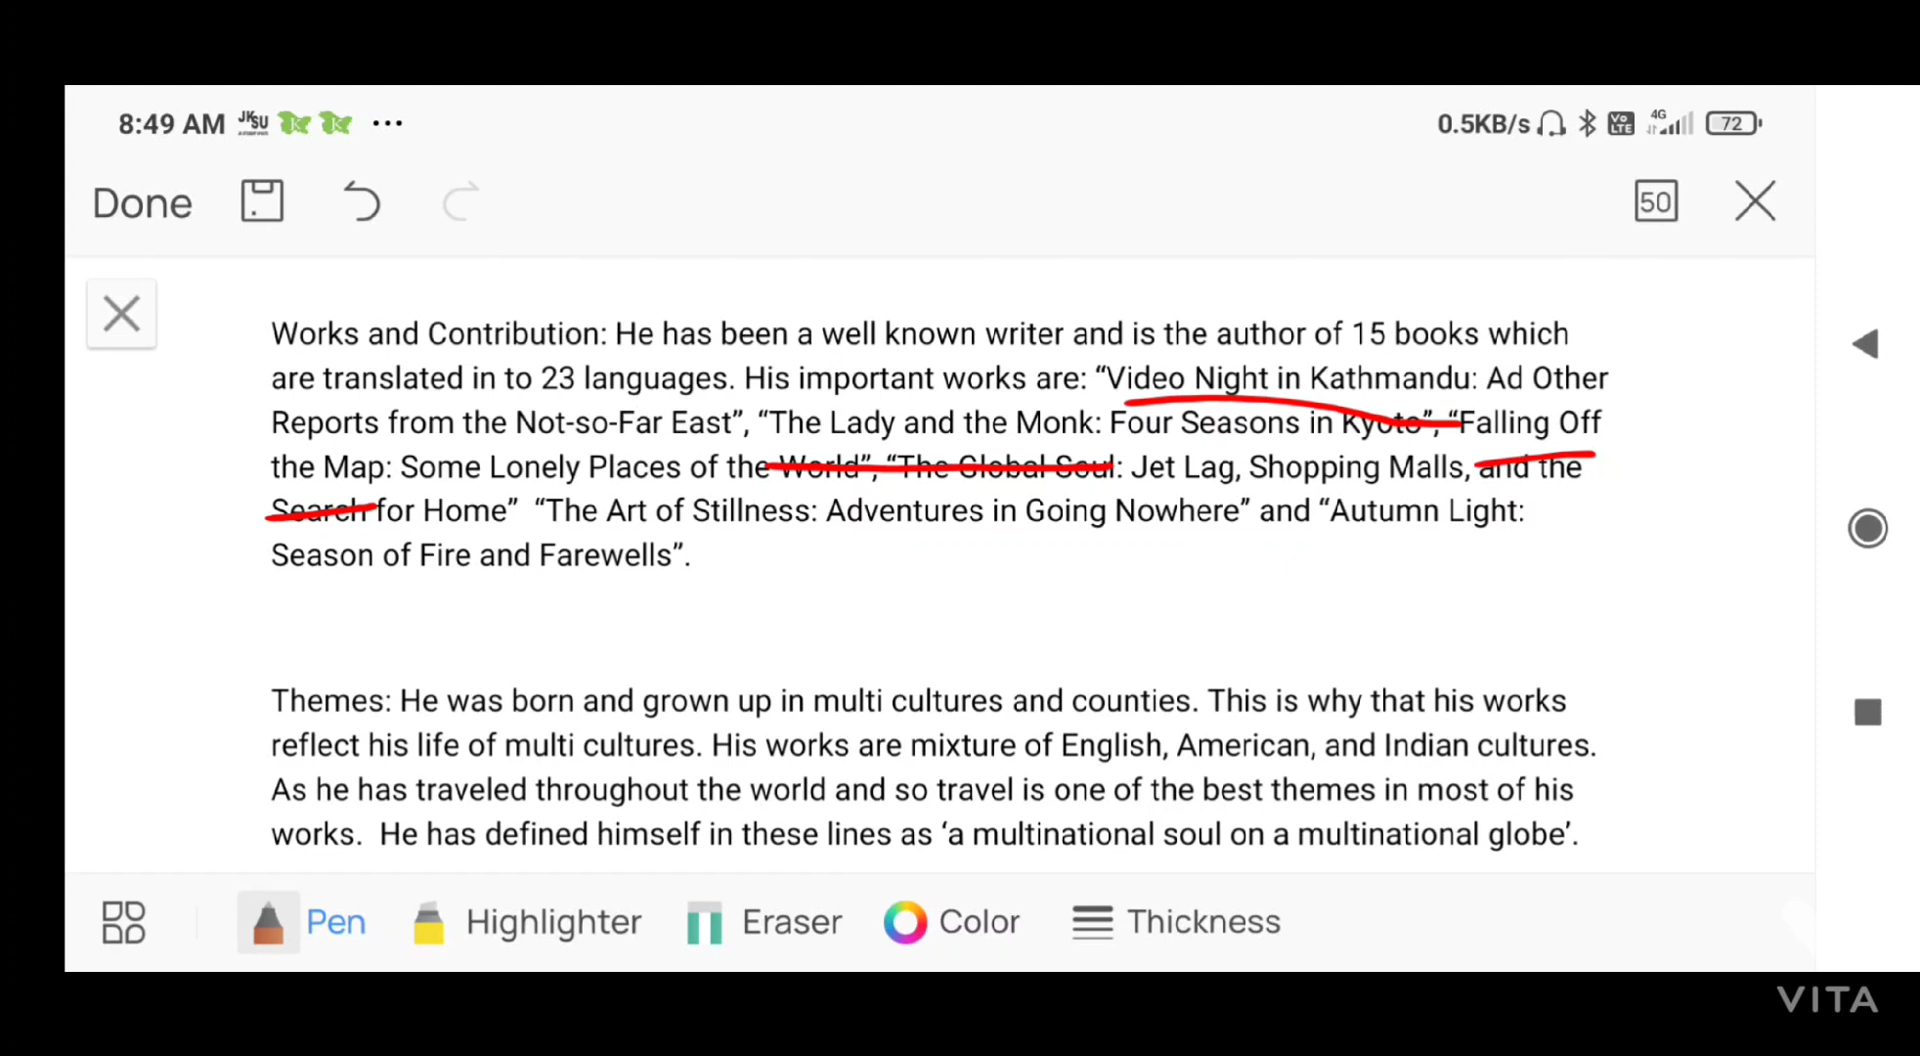 8:49 AM JKSU ... 0.5KB/s Vo LTE 4G 72
Done 50
Works and Contribution: He has been a well known writer and is the author of 15 books which
are translated in to 23 languages. His important works are: “Video Night in Kathmandu: Ad Other
Reports from the Not-so-Far East”, “The Lady and the Monk: Four Seasons in Kyoto”, “Falling Off
the Map: Some Lonely Places of the World”, “The Global Soul: Jet Lag, Shopping Malls, and the
Search for Home”  “The Art of Stillness: Adventures in Going Nowhere” and “Autumn Light:
Season of Fire and Farewells”.
Themes: He was born and grown up in multi cultures and counties. This is why that his works
reflect his life of multi cultures. His works are mixture of English, American, and Indian cultures.
As he has traveled throughout the world and so travel is one of the best themes in most of his
works.  He has defined himself in these lines as ‘a multinational soul on a multinational globe’.
Pen Highlighter Eraser Color Thickness
VITA